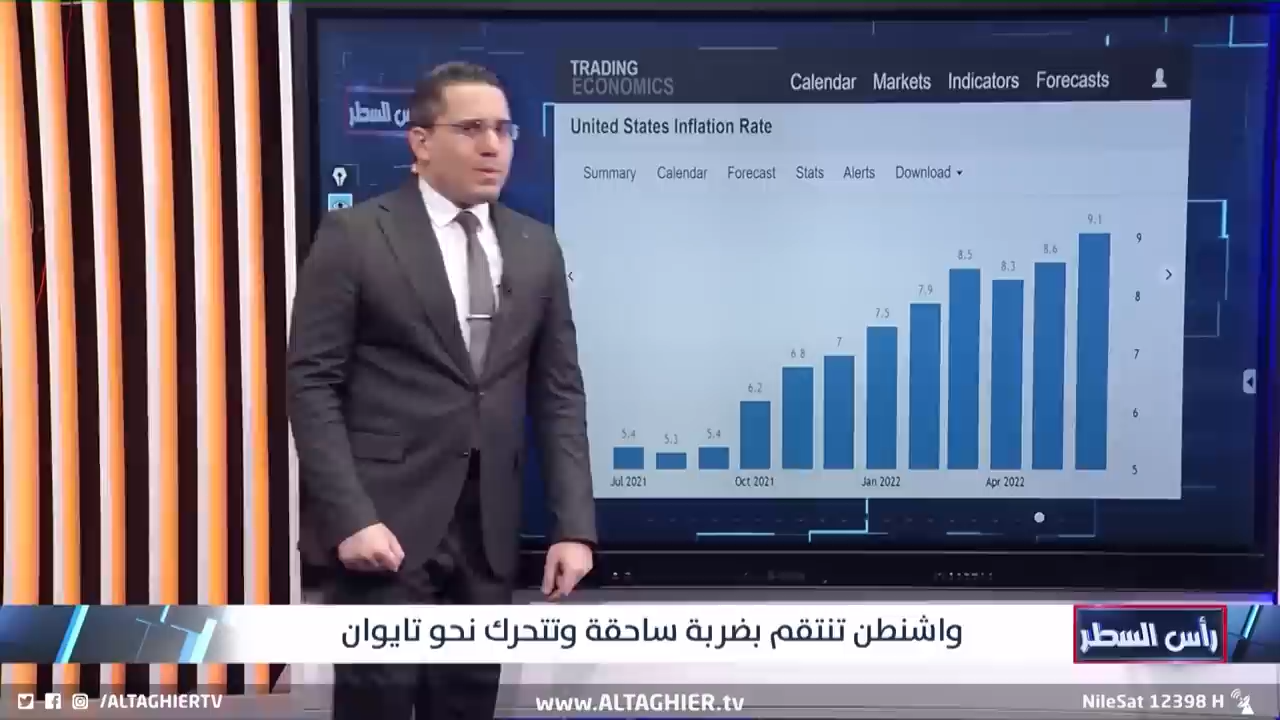 TRADING
ECONOMICS
Calendar Markets Indicators Forecasts
United States Inflation Rate
Summary Calendar Forecast Stats Alerts Download
9.1
9
8.6
8.5
8.3
8
7.9
7.5
7
7
6.8
6.2
6
5.4 5.3 5.4
5
Jul 2021 Oct 2021 Jan 2022 Apr 2022
واشنطن تنتقم بضربة ساحقة وتتحرك نحو تايوان
رأس السطر
/ALTAGHIERTV
www.ALTAGHIER.tv
NileSat 12398 H